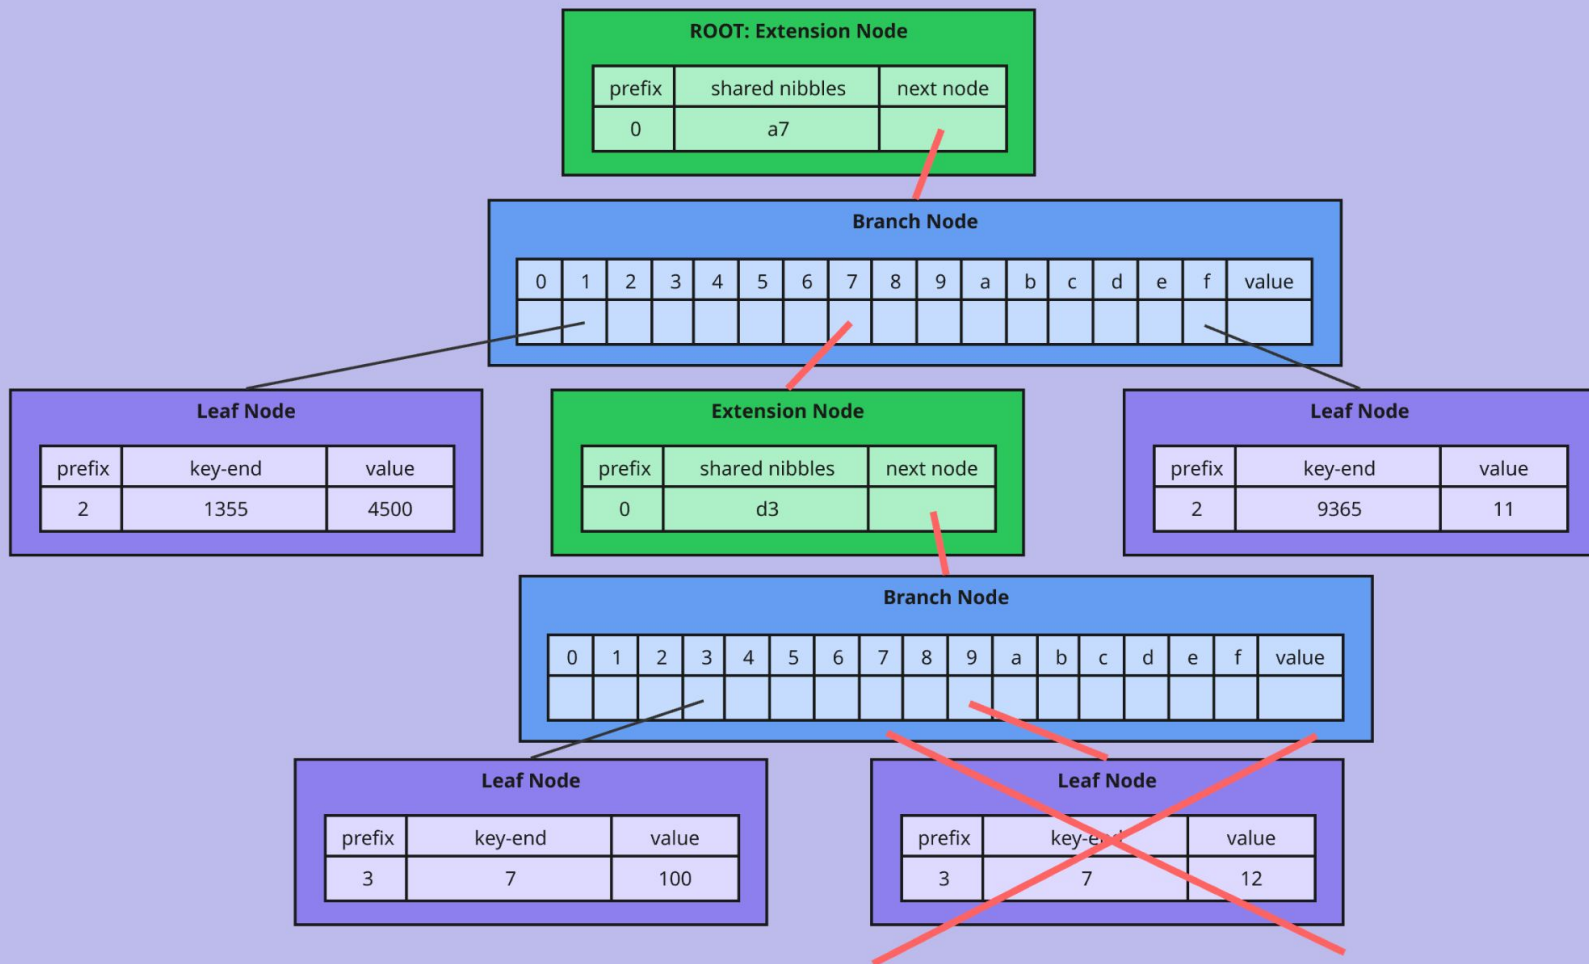 ROOT: Extension Node
prefix shared nibbles next node
0 a7
Branch Node
0 1 2 3 4 5 6 7 8 9 a b c d e f value
Leaf Node
prefix key-end value
2 1355 4500
Extension Node
prefix shared nibbles next node
0 d3
Leaf Node
prefix key-end value
2 9365 11
Branch Node
0 1 2 3 4 5 6 7 8 9 a b c d e f value
Leaf Node
prefix key-end value
3 7 100
Leaf Node
prefix key-end value
3 7 12